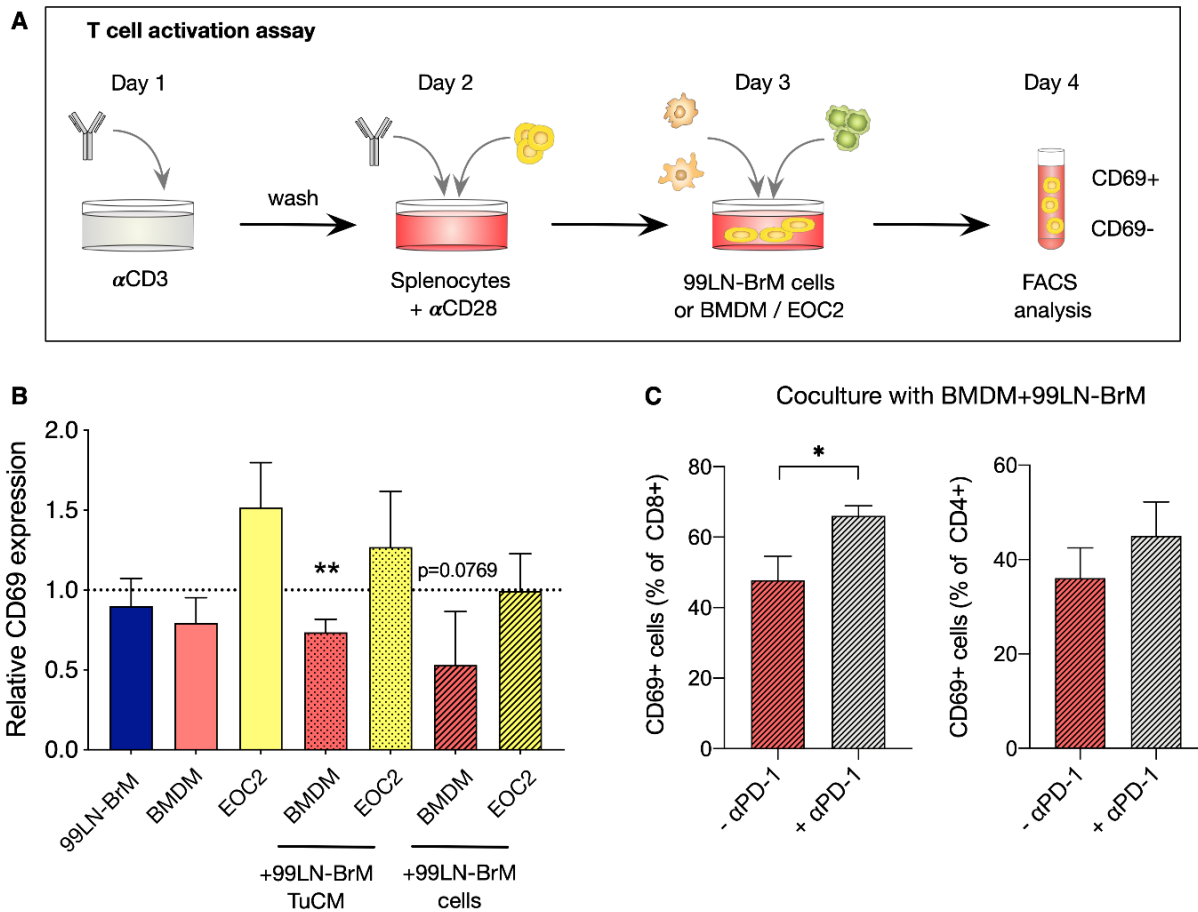 A
T cell activation assay
Day 1
Day 2
Day 3
Day 4
wash
CD69+
CD69-
αCD3
Splenocytes
+ αCD28
99LN-BrM cells
or BMDM / EOC2
FACS
analysis
B
Relative CD69 expression
2.0
1.5
1.0
0.5
0.0
**
p=0.0769
99LN-BrM
BMDM
EOC2
BMDM
EOC2
BMDM
EOC2
+99LN-BrM
TuCM
+99LN-BrM
cells
C
Coculture with BMDM+99LN-BrM
CD69+ cells (% of CD8+)
80
60
40
20
0
*
- αPD-1
+ αPD-1
CD69+ cells (% of CD4+)
60
40
20
0
- αPD-1
+ αPD-1